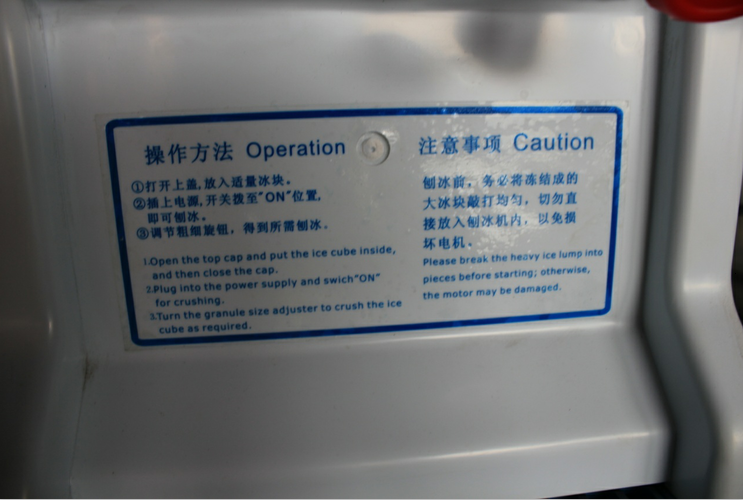 操作方法 Operation
①打开上盖,放入适量冰块。
②插上电源,开关拨至"ON"位置,
即可刨冰。
③调节粗细旋钮，得到所需刨冰。
1.Open the top cap and put the ice cube inside,
and then close the cap.
2.Plug into the power supply and swich"ON"
for crushing.
3.Turn the granule size adjuster to crush the ice
cube as required.
注意事项 Caution
刨冰前，务必将冻结成的
大冰块敲打均匀，切勿直
接放入刨冰机内，以免损
坏电机。
Please break the heavy ice lump into
pieces before starting; otherwise,
the motor may be damaged.